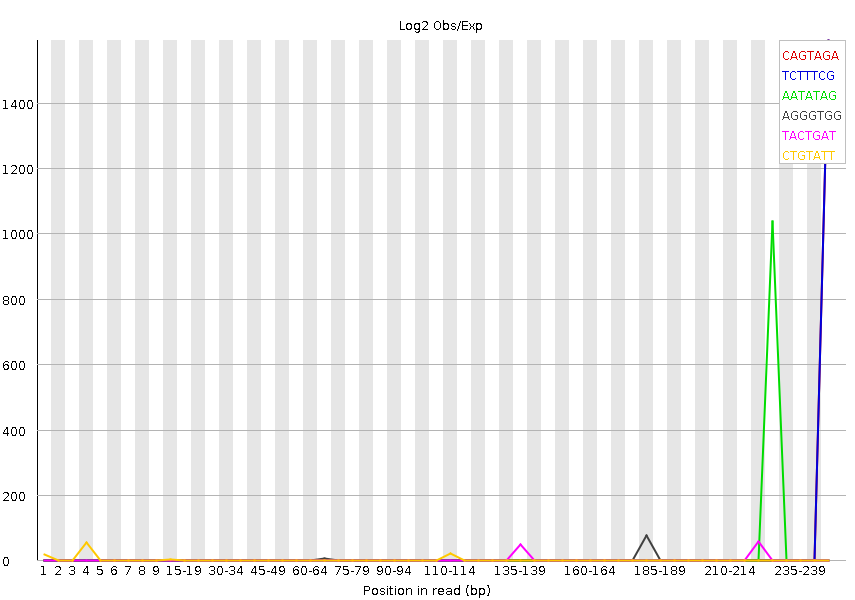 Log2 Obs/Exp
CAGTAGA
TCTTTCG
AATATAG
AGGGTGG
TACTGAT
CTGTATT
1400
1200
1000
800
600
400
200
0
1 2 3 4 5 6 7 8 9 15-19 30-34 45-49 60-64 75-79 90-94 110-114 135-139 160-164 185-189 210-214 235-239
Position in read (bp)